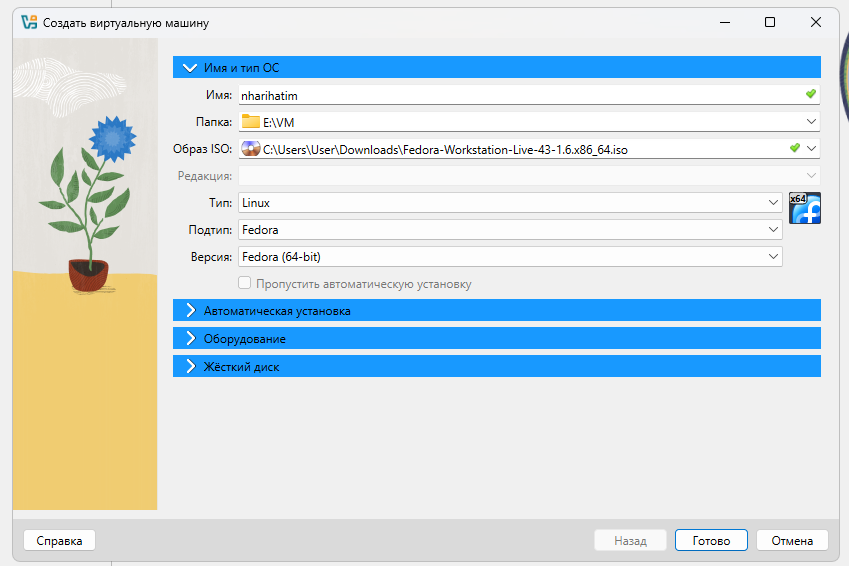 Создать виртуальную машину
Имя и тип ОС
Имя: nharihatim
Папка: E:\VM
Образ ISO: C:\Users\User\Downloads\Fedora-Workstation-Live-43-1.6.x86_64.iso
Редакция:
Тип: Linux
x64
Подтип: Fedora
Версия: Fedora (64-bit)
Пропустить автоматическую установку
Автоматическая установка
Оборудование
Жёсткий диск
Справка Назад Готово Отмена